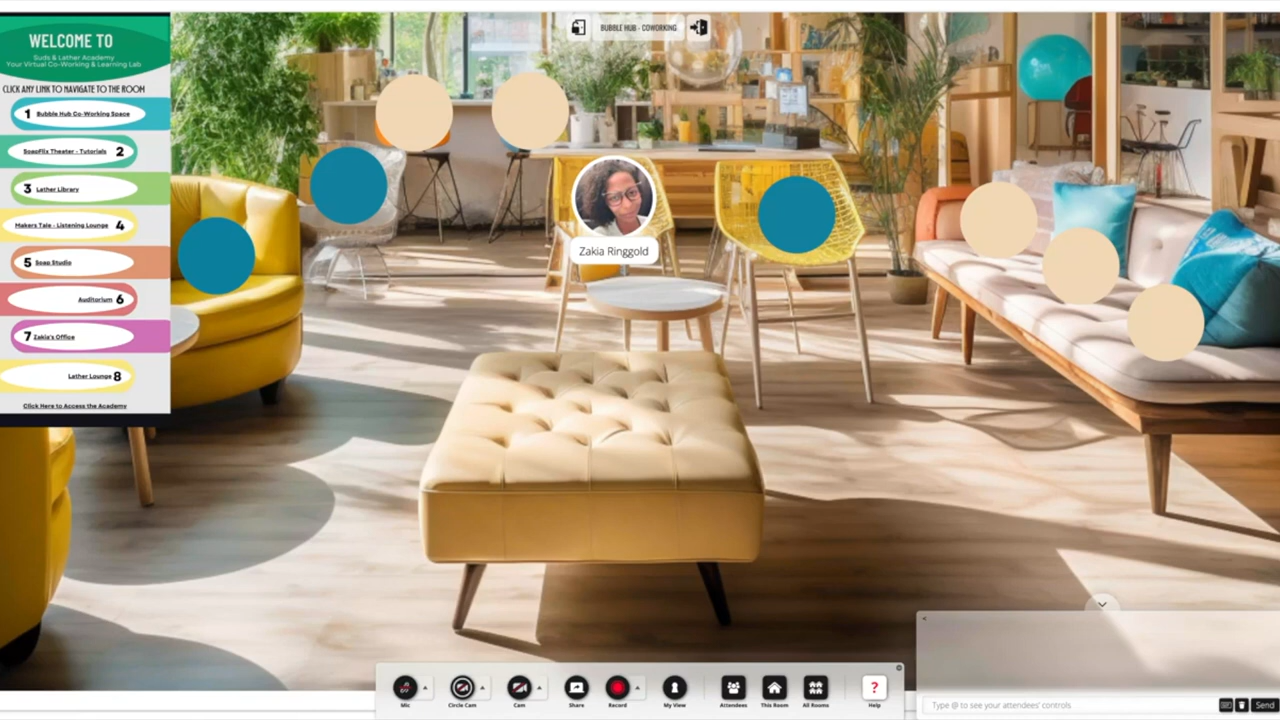 BUBBLE HUB - COWORKING
WELCOME TO
Suds & Lather Academy
Your Virtual Co-Working & Learning Lab
CLICK ANY LINK TO NAVIGATE TO THE ROOM
1 Bubble Hub Co-Working Space
SoapFlix Theater - Tutorials 2
3 Lather Library
Makers Tale - Listening Lounge 4
5 Soap Studio
Auditorium 6
7 Zakia's Office
Lather Lounge 8
Click Here to Access the Academy
Zakia Ringgold
Mic
Circle Cam
Cam
Share
Record
My View
Attendees
This Room
All Rooms
?
Help
Type @ to see your attendees' controls
Send